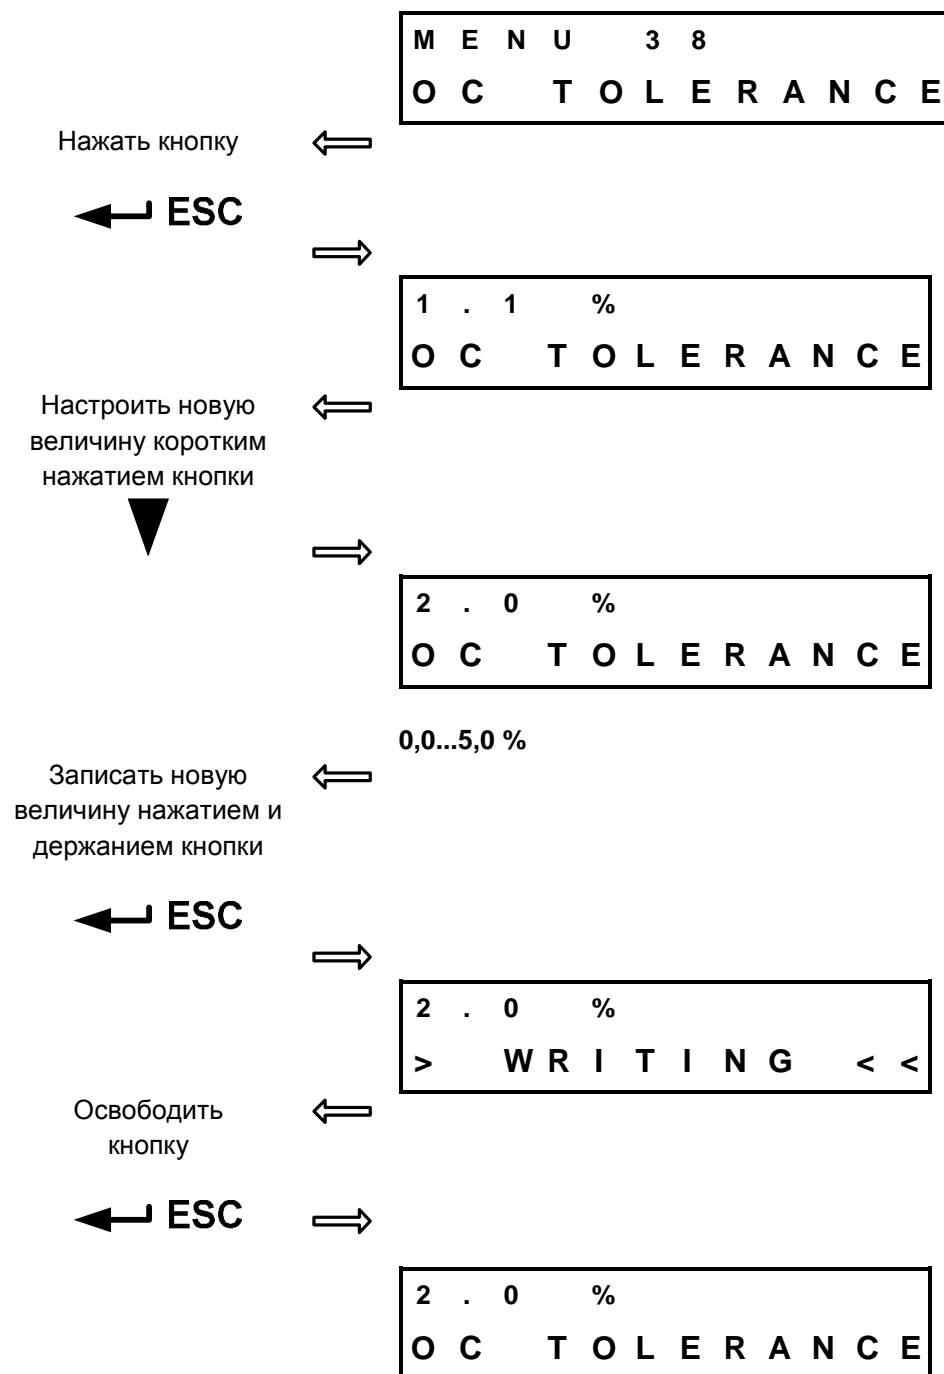 MENU 38
OC TOLERANCE
Нажать кнопку
ESC
1.1 %
OC TOLERANCE
Настроить новую
величину коротким
нажатием кнопки
2.0 %
OC TOLERANCE
0,0...5,0 %
Записать новую
величину нажатием и
держанием кнопки
ESC
2.0 %
> WRITING <<
Освободить
кнопку
ESC
2.0 %
OC TOLERANCE